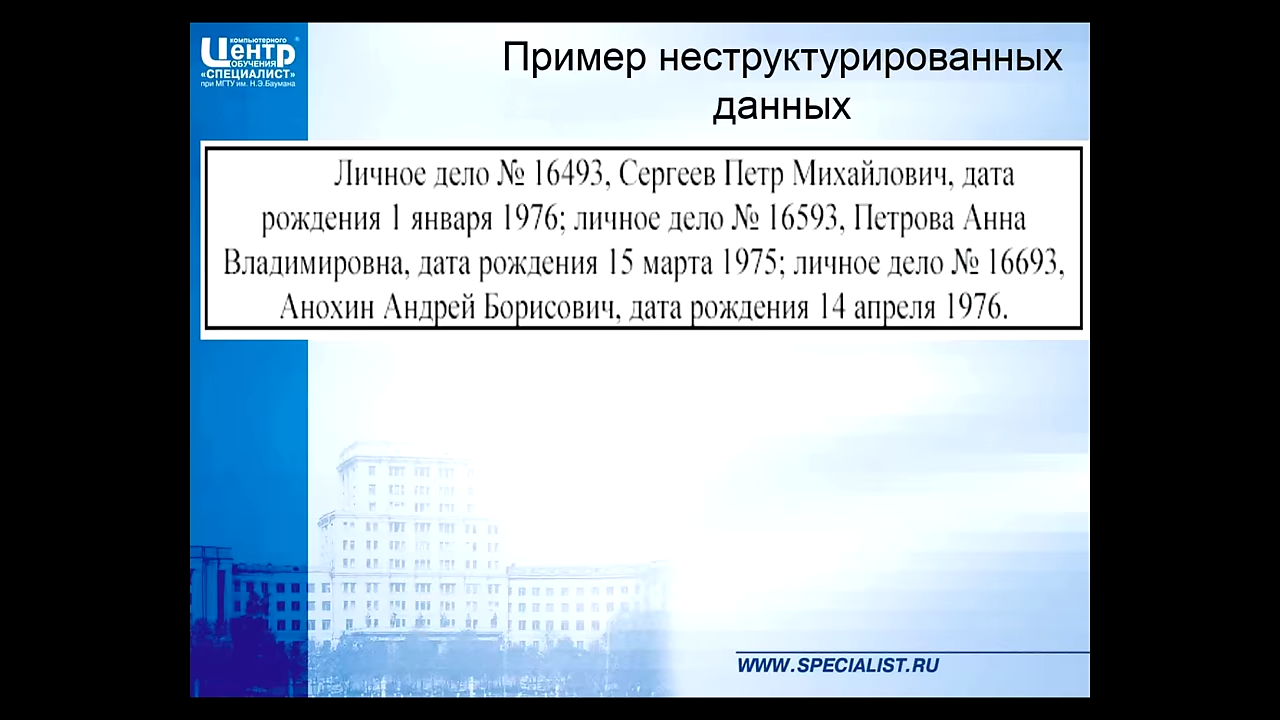 компьютерного
Центр
ОБУЧЕНИЯ
«СПЕЦИАЛИСТ»
при МГТУ им. Н.Э.Баумана
Пример неструктурированных
данных
Личное дело № 16493, Сергеев Петр Михайлович, дата
рождения 1 января 1976; личное дело № 16593, Петрова Анна
Владимировна, дата рождения 15 марта 1975; личное дело № 16693,
Анохин Андрей Борисович, дата рождения 14 апреля 1976.
WWW.SPECIALIST.RU